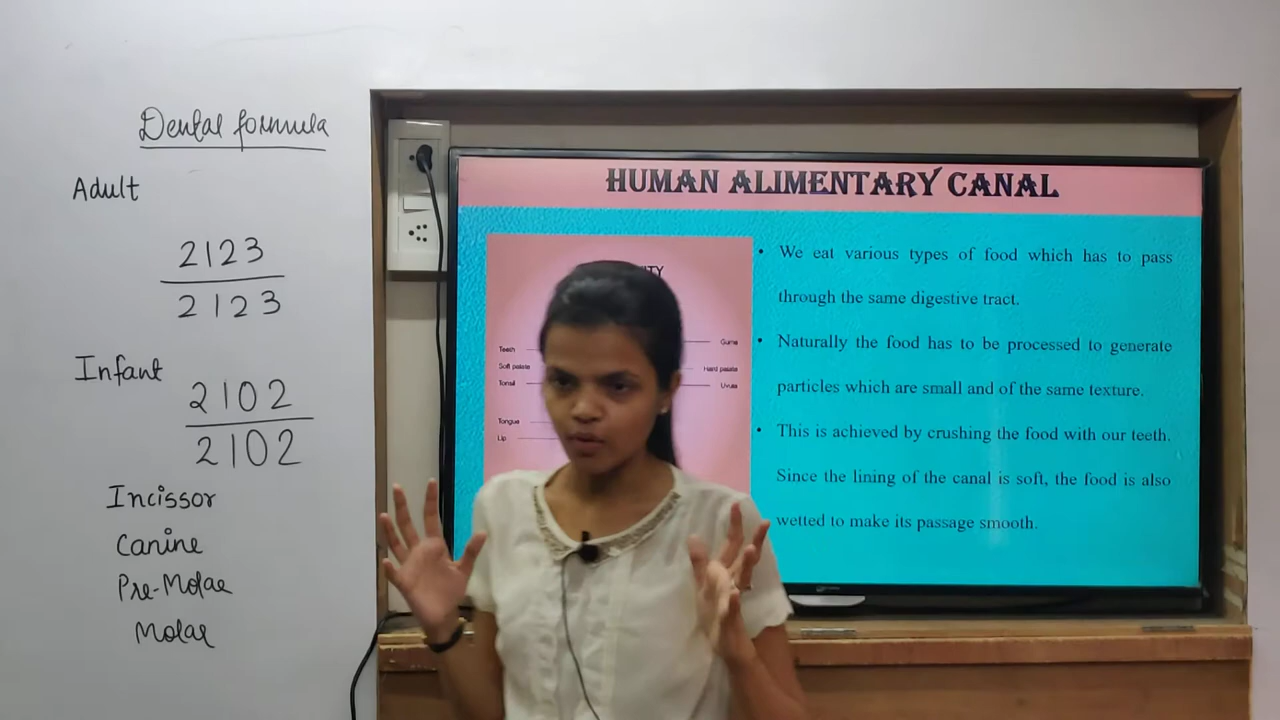 Dental formula
Adult
2123
2123
Infant
2102
2102
Incissor
Canine
Pre-Molar
Molar
HUMAN ALIMENTARY CANAL
Teeth
Soft palate
Tonsil
Tongue
Lip
Gums
Hard palate
Uvula
• We eat various types of food which has to pass
through the same digestive tract.
• Naturally the food has to be processed to generate
particles which are small and of the same texture.
• This is achieved by crushing the food with our teeth.
Since the lining of the canal is soft, the food is also
wetted to make its passage smooth.